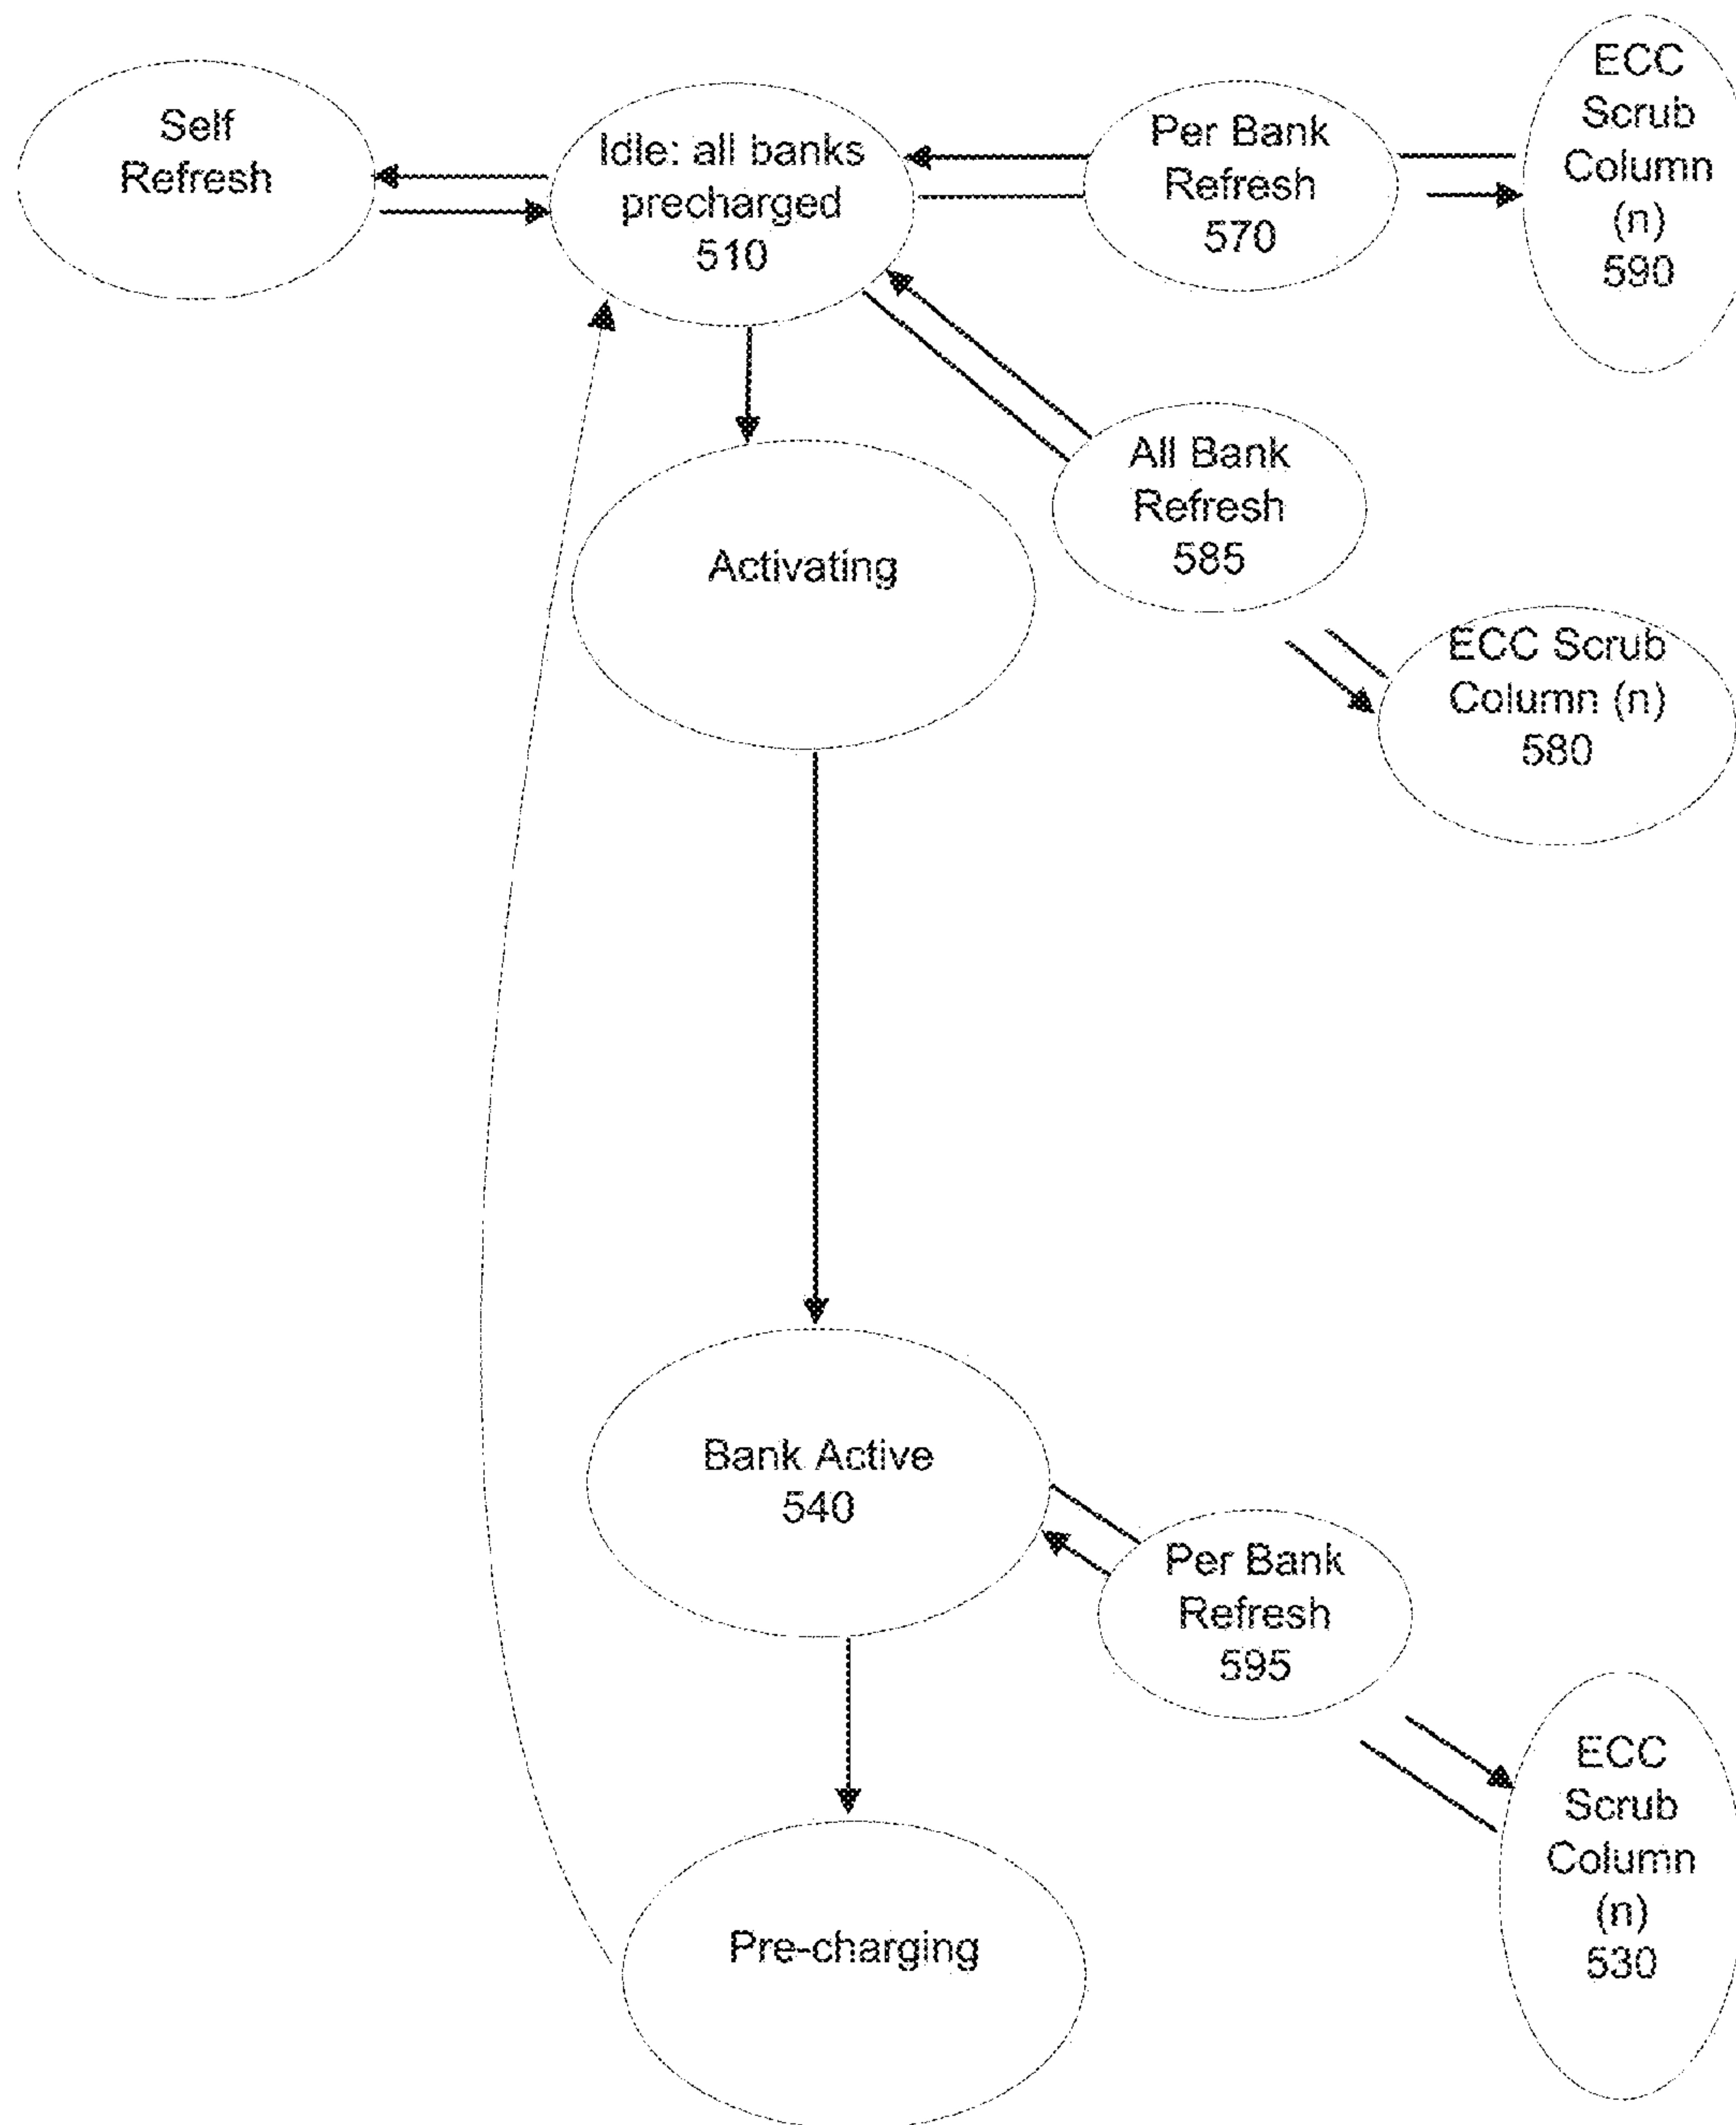 Self
Refresh
Idle: all banks
precharged
510
Per Bank
Refresh
570
ECC
Scrub
Column
(n)
590
All Bank
Refresh
585
Activating
ECC Scrub
Column (n)
580
Bank Active
540
Per Bank
Refresh
595
ECC
Scrub
Column
(n)
530
Pre-charging